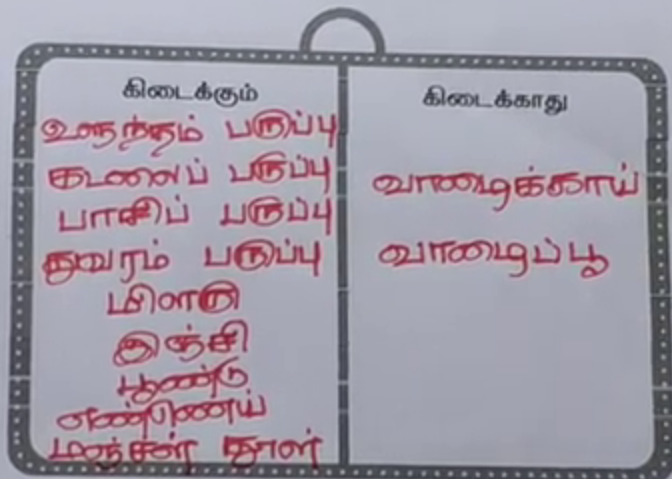 கிடைக்கும்
உளுந்தம் பருப்பு
கடலைப் பருப்பு
பாசிப் பருப்பு
துவரம் பருப்பு
மிளகு
இஞ்சி
பூண்டு
எண்ணெய்
மஞ்சள் தூள்
கிடைக்காது
வாழைக்காய்
வாழைப்பூ